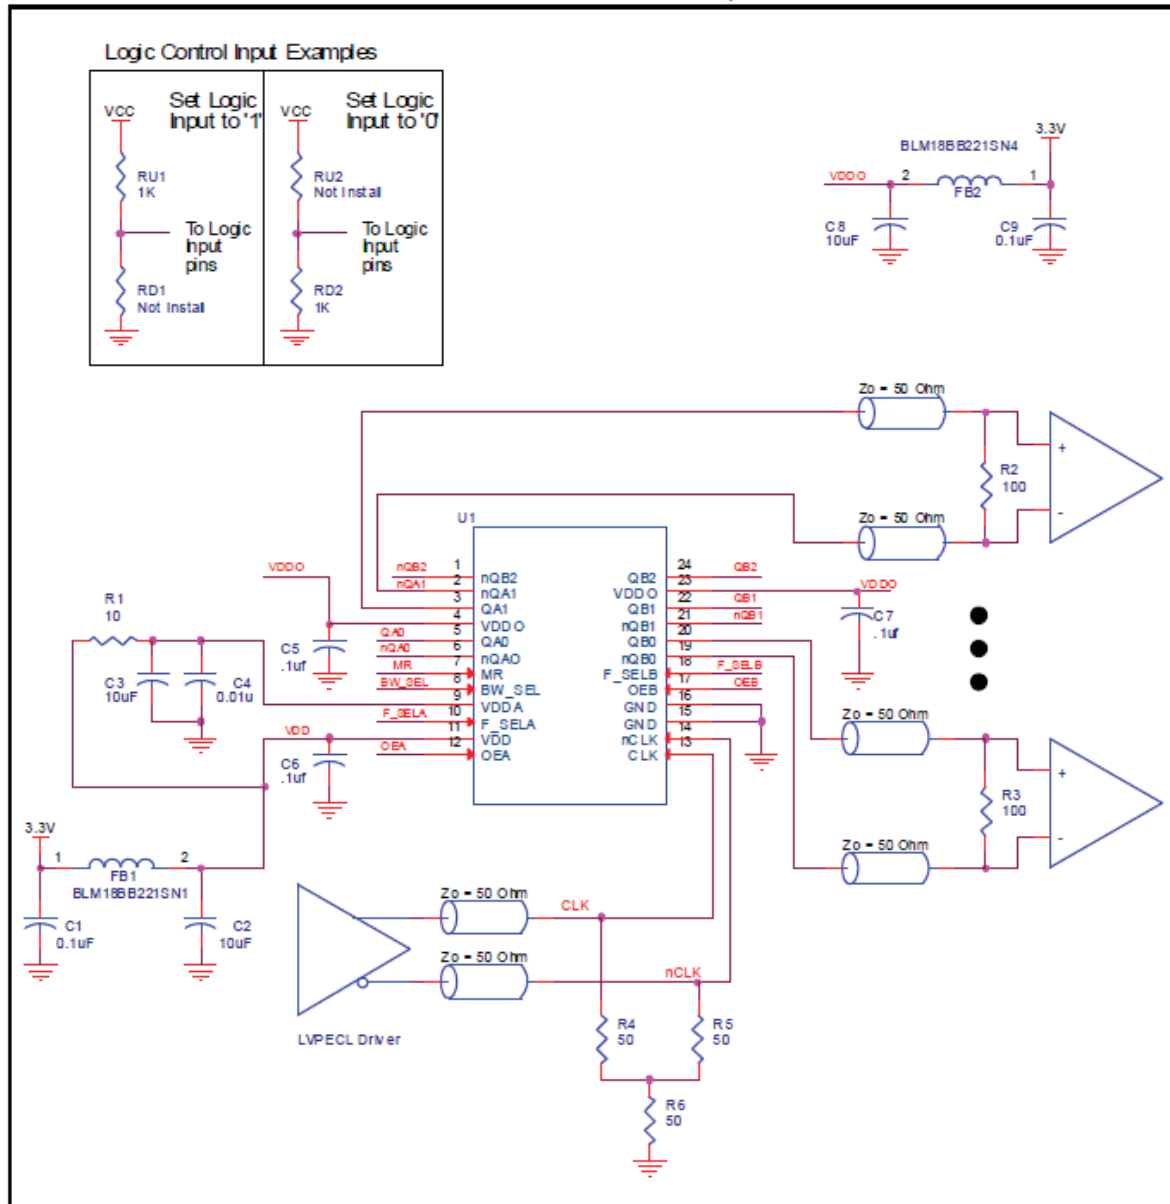 Logic Control Input Examples
Set Logic
Input to '1'
VCC
RU1
1K
To Logic
Input
pins
RD1
Not Install
Set Logic
Input to '0'
VCC
RU2
Not Install
To Logic
Input
pins
RD2
1K
3.3V
BLM18BB221SN4
VDDO
2
1
FB2
C8
10uF
C9
0.1uF
Zo = 50 Ohm
R2
100
+
-
Zo = 50 Ohm
U1
VDDO
R1
10
C3
10uF
C4
0.01u
C5
.1uf
VDD
C6
.1uf
nQB2
nQA1
QA0
nQA0
MR
BW_SEL
F_SELA
OEA
1
2
3
4
5
6
7
8
9
10
11
12
nQB2
nQA1
QA1
VDDO
QA0
nQAO
MR
BW_SEL
VDDA
F_SELA
VDD
OEA
QB2
VDDO
QB1
nQB1
QB0
nQB0
F_SELB
OEB
GND
GND
nCLK
CLK
24
23
22
21
20
19
18
17
16
15
14
13
QB2
VDDO
QB1
nQB1
F_SELB
OEB
C7
.1uf
Zo = 50 Ohm
R3
100
+
-
Zo = 50 Ohm
3.3V
1
2
FB1
BLM18BB221SN1
C1
0.1uF
C2
10uF
Zo = 50 Ohm
CLK
Zo = 50 Ohm
nCLK
LVPECL Driver
R4
50
R5
50
R6
50